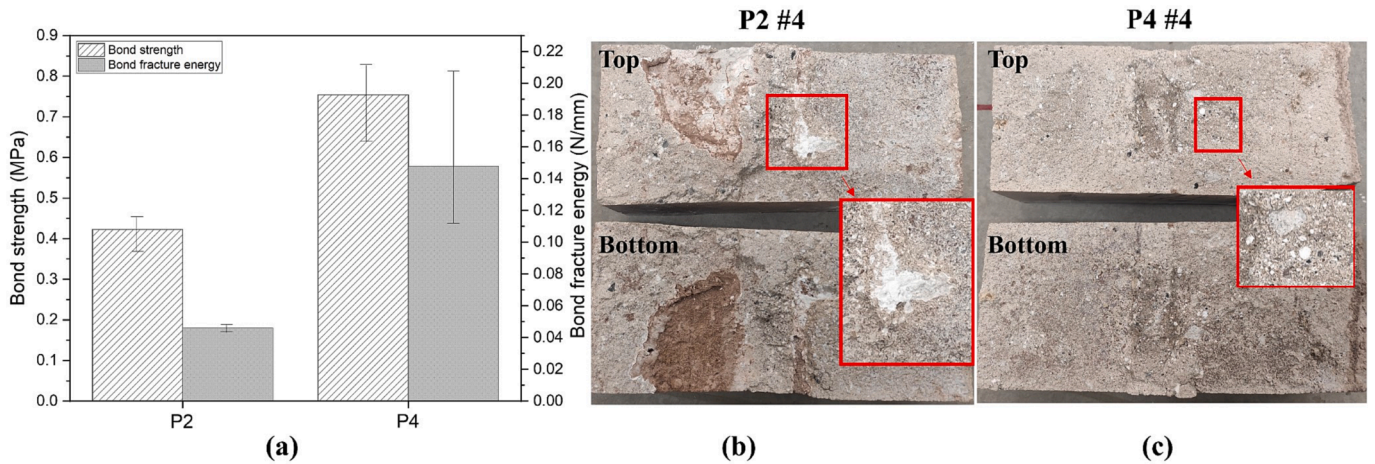 P2 #4
P4 #4
(a)
0.9
0.8
0.7
0.6
0.5
0.4
0.3
0.2
0.1
0.0
Bond strength (MPa)
Bond strength
Bond fracture energy
0.22
0.20
0.18
0.16
0.14
0.12
0.10
0.08
0.06
0.04
0.02
0.00
Bond fracture energy (N/mm)
P2
P4
Top
Bottom
Top
Bottom
(a)
(b)
(c)